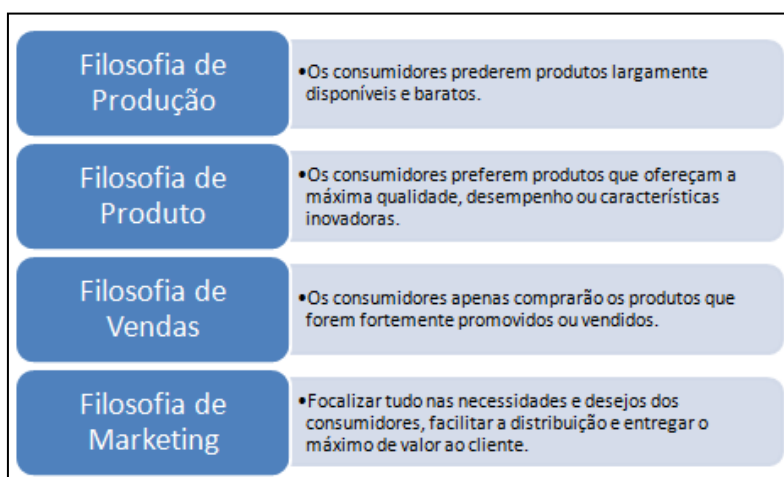 Filosofia de
Produção
•Os consumidores prederem produtos largamente
disponíveis e baratos.
Filosofia de
Produto
•Os consumidores preferem produtos que ofereçam a
máxima qualidade, desempenho ou características
inovadoras.
Filosofia de
Vendas
•Os consumidores apenas comprarão os produtos que
forem fortemente promovidos ou vendidos.
Filosofia de
Marketing
•Focalizar tudo nas necessidades e desejos dos
consumidores, facilitar a distribuição e entregar o
máximo de valor ao cliente.